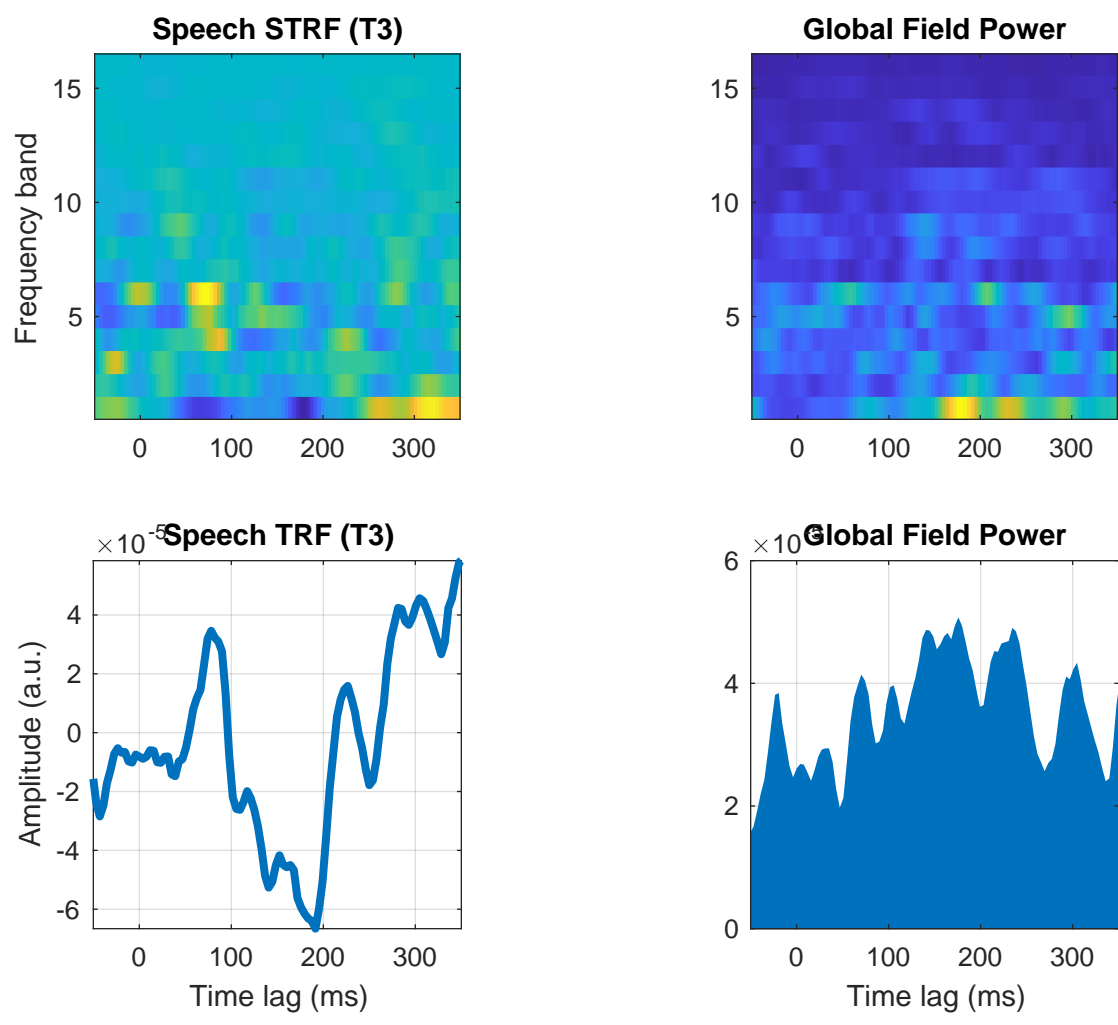 Speech STRF (T3)
Frequency band
15
10
5
0 100 200 300
Global Field Power
15
10
5
0 100 200 300
Speech TRF (T3)
×10⁻⁵
Amplitude (a.u.)
4
2
0
-2
-4
-6
0 100 200 300
Time lag (ms)
Global Field Power
×10⁻⁵
6
4
2
0
0 100 200 300
Time lag (ms)